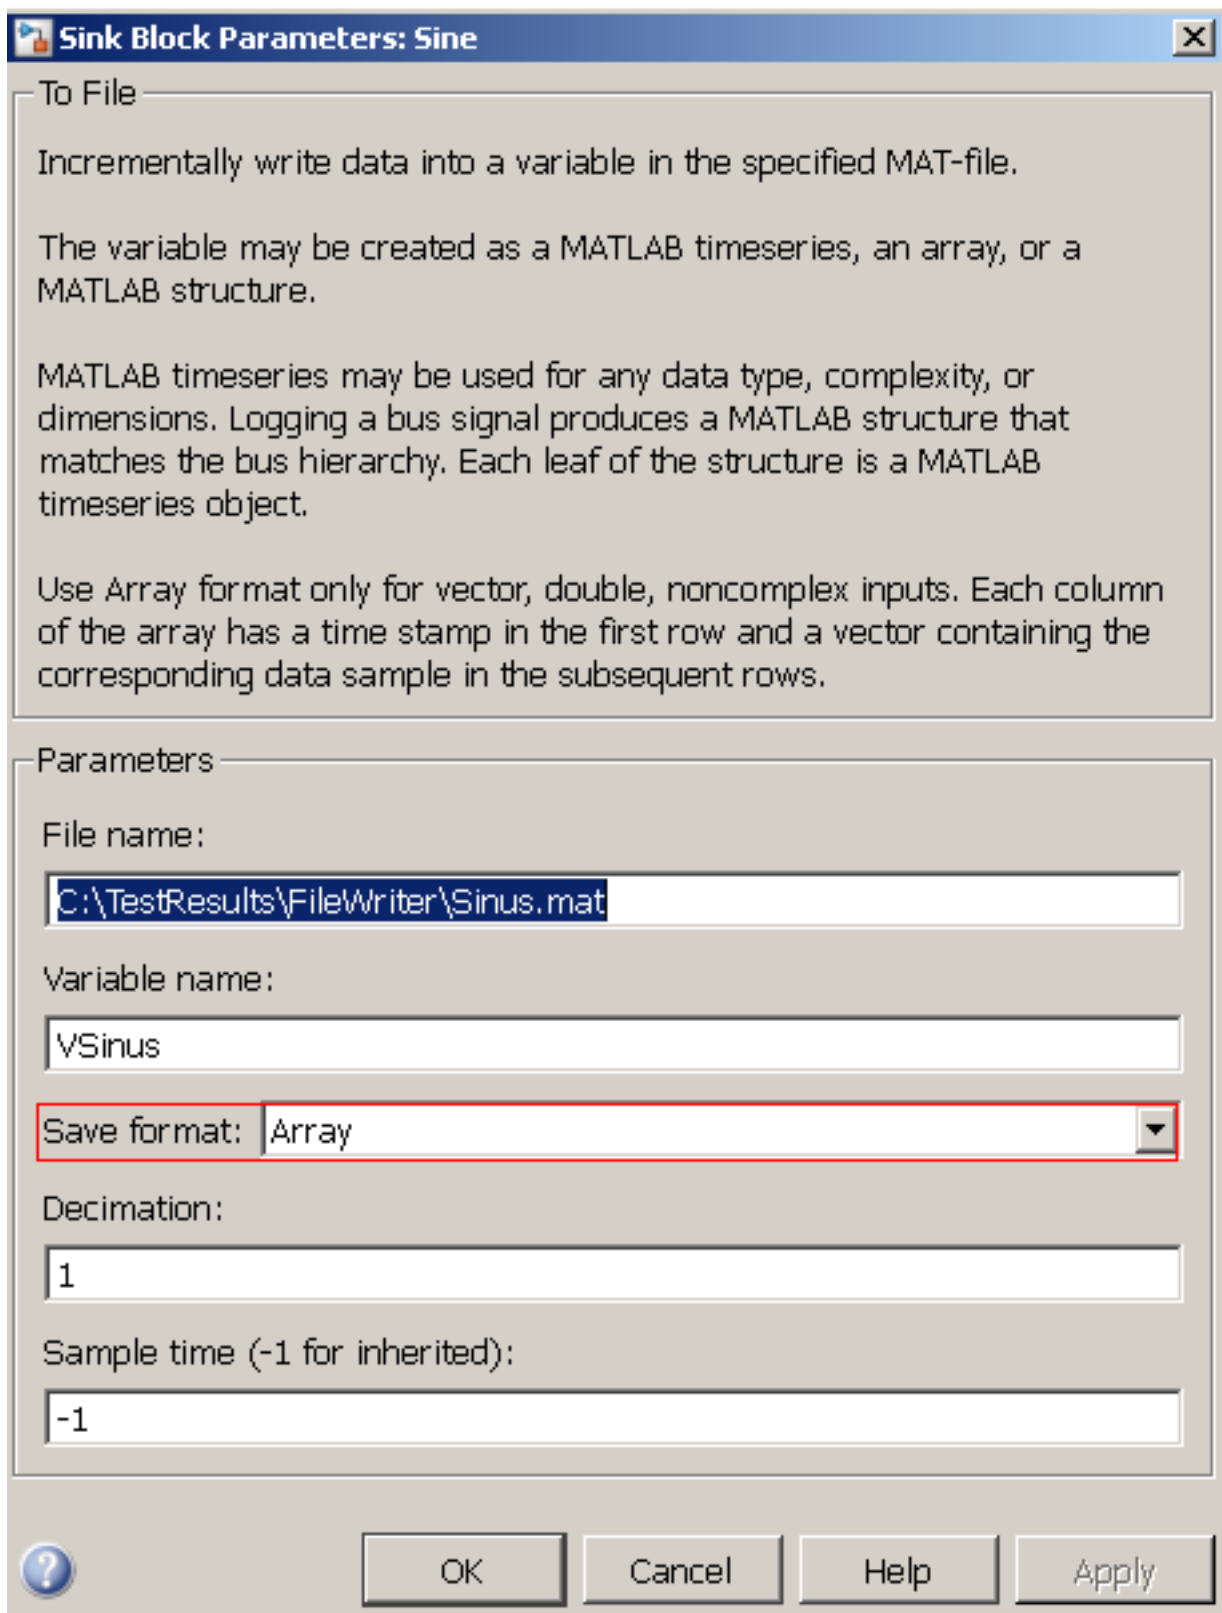 Sink Block Parameters: Sine
To File
Incrementally write data into a variable in the specified MAT-file.
The variable may be created as a MATLAB timeseries, an array, or a
MATLAB structure.
MATLAB timeseries may be used for any data type, complexity, or
dimensions. Logging a bus signal produces a MATLAB structure that
matches the bus hierarchy. Each leaf of the structure is a MATLAB
timeseries object.
Use Array format only for vector, double, noncomplex inputs. Each column
of the array has a time stamp in the first row and a vector containing the
corresponding data sample in the subsequent rows.
Parameters
File name:
C:\TestResults\FileWriter\Sinus.mat
Variable name:
VSinus
Save format: Array
Decimation:
1
Sample time (-1 for inherited):
-1
? OK Cancel Help Apply